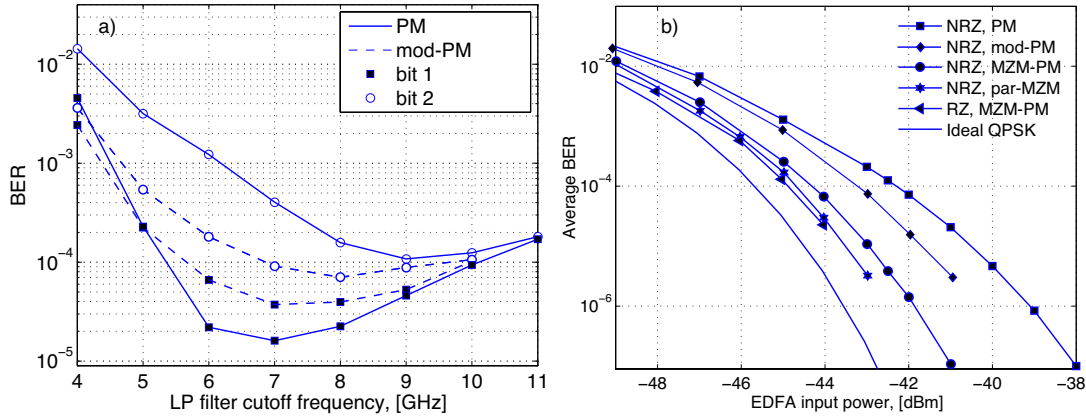 a)
PM
mod-PM
bit 1
bit 2
10⁻²
10⁻³
10⁻⁴
10⁻⁵
BER
4 5 6 7 8 9 10 11
LP filter cutoff frequency, [GHz]
b)
NRZ, PM
NRZ, mod-PM
NRZ, MZM-PM
NRZ, par-MZM
RZ, MZM-PM
Ideal QPSK
10⁻²
10⁻⁴
10⁻⁶
Average BER
−48 −46 −44 −42 −40 −38
EDFA input power, [dBm]